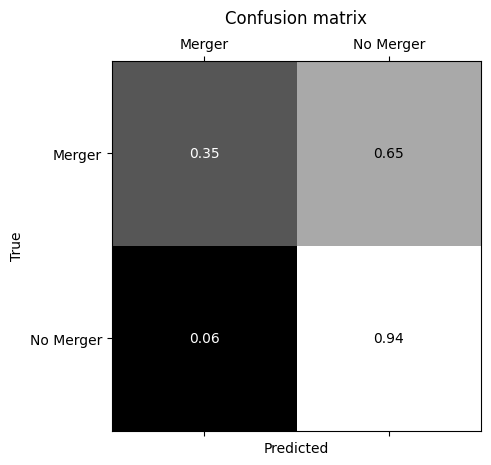 Confusion matrix
Merger No Merger
Merger 0.35 0.65
True
No Merger 0.06 0.94
Predicted